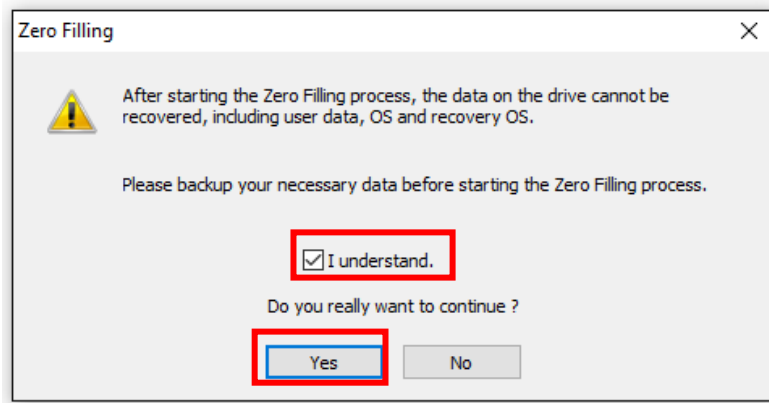 Zero Filling
After starting the Zero Filling process, the data on the drive cannot be
recovered, including user data, OS and recovery OS.
Please backup your necessary data before starting the Zero Filling process.
I understand.
Do you really want to continue ?
Yes
No